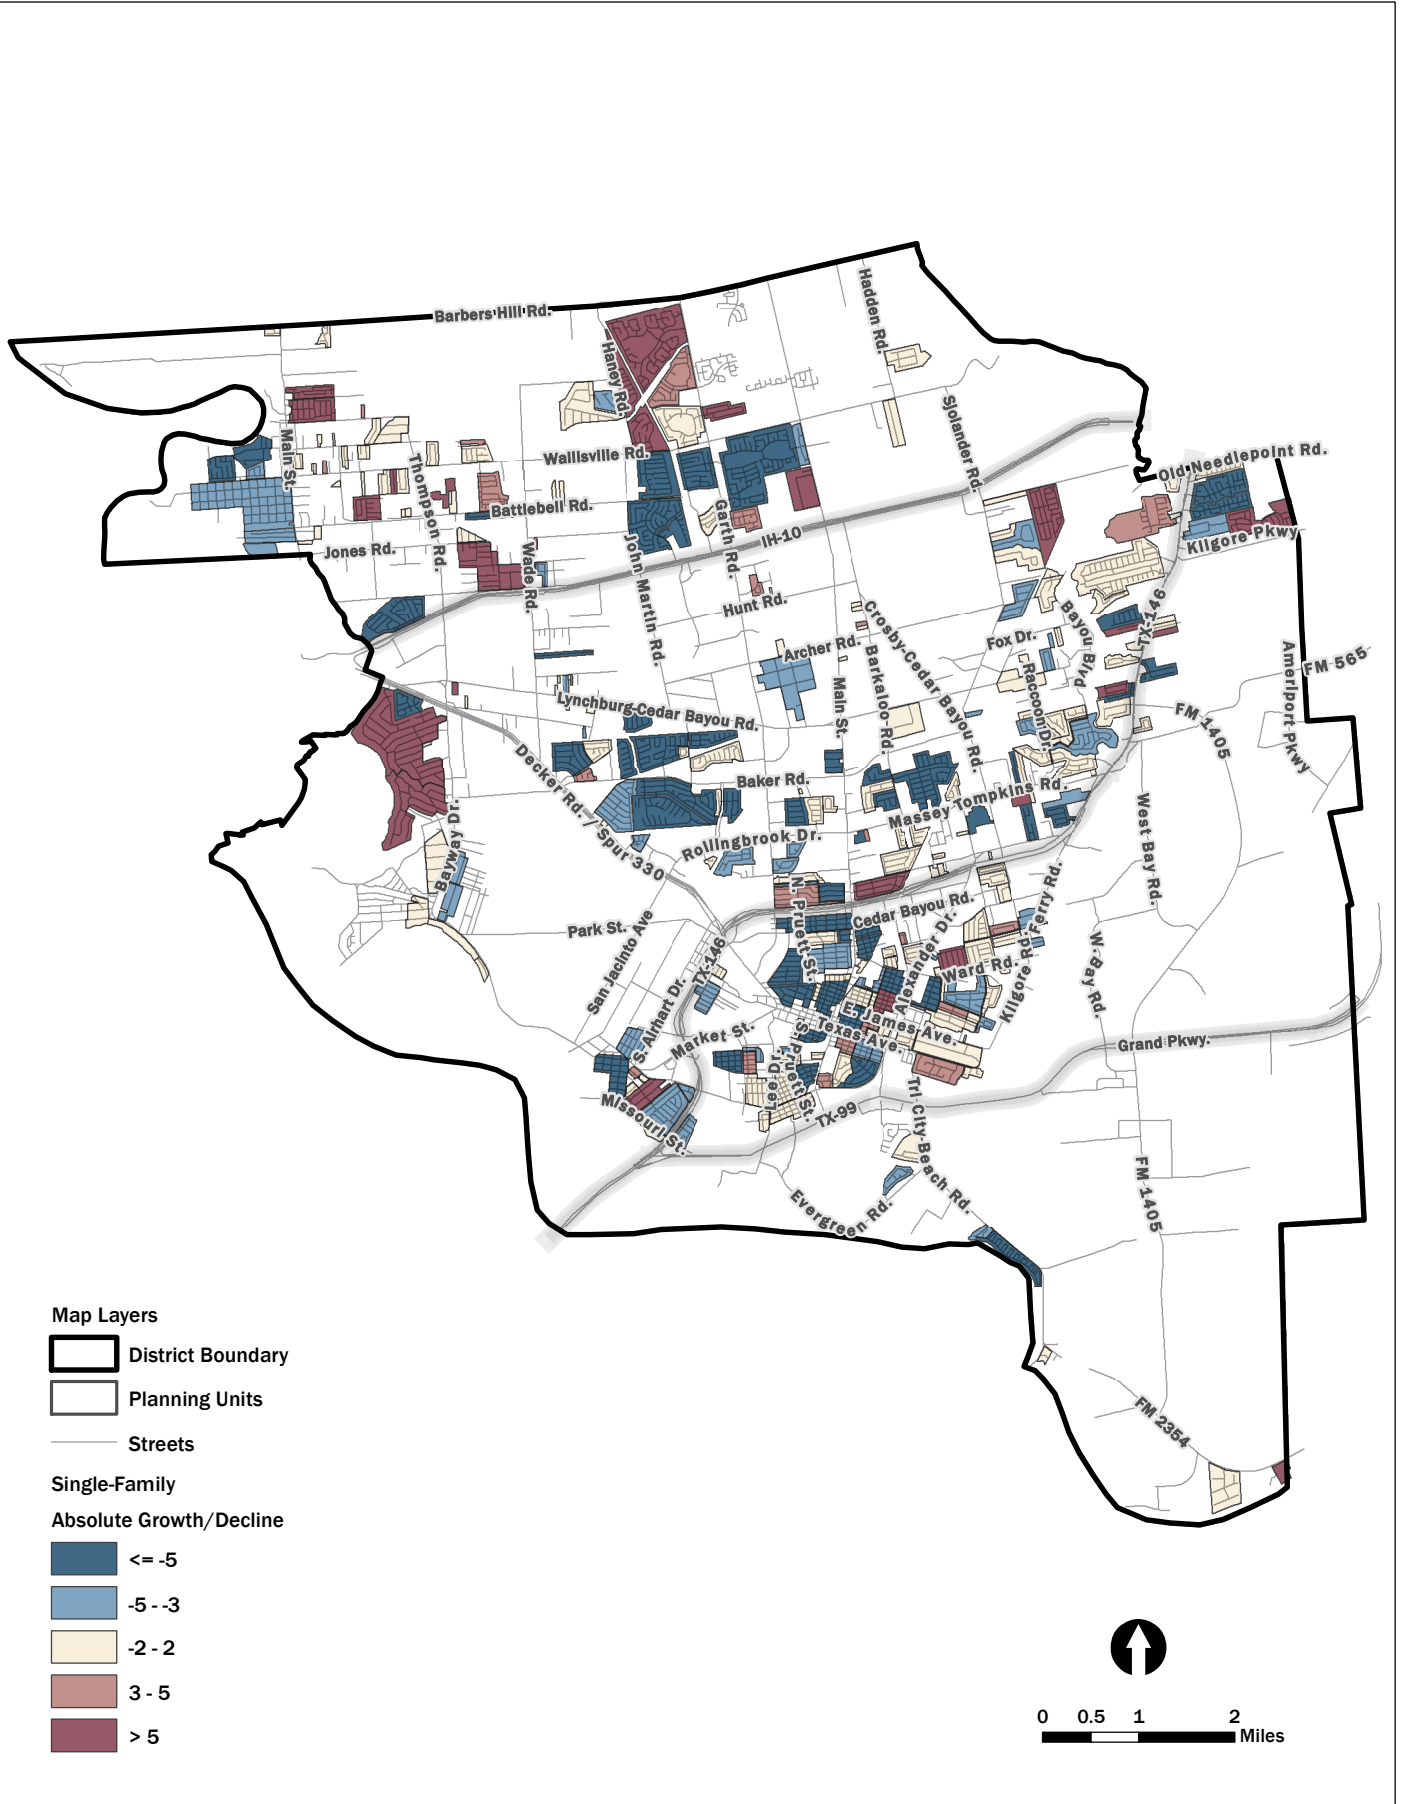 Barbers Hill Rd.
Hadden Rd.
Haney Rd.
Sjolander Rd.
Main St.
Wallisville Rd.
Old Needlepoint Rd.
Thompson Rd.
Battlebell Rd.
Garth Rd.
IH-10
Kilgore Pkwy
Jones Rd.
Wade Rd.
John Martin Rd.
Hunt Rd.
Crosby-Cedar Bayou Rd.
Bayou Blvd
TX-146
Fox Dr.
Archer Rd.
Barkaloo Rd.
Raccoon Dr.
Ameriport Pkwy
FM 565
Main St.
Lynchburg-Cedar Bayou Rd.
FM 1405
Decker Rd. / Spur 330
Baker Rd.
Massey Tompkins Rd.
West Bay Rd.
Bayway Dr.
Rollingbrook Dr.
N. Pruett St.
Cedar Bayou Rd.
Ferry Rd.
Park St.
San Jacinto Ave
TX-146
Alexander Dr.
Ward Rd.
Kilgore Rd.
W. Bay Rd.
S. Airhart Dr.
Market St.
E. James Ave.
Texas Ave.
S. Pruett St.
Lee Dr.
Grand Pkwy.
Missouri St.
TX-99
Tri City Beach Rd.
Evergreen Rd.
FM 1405
FM 2354
Map Layers
District Boundary
Planning Units
Streets
Single-Family
Absolute Growth/Decline
<= -5
-5 - -3
-2 - 2
3 - 5
> 5
0 0.5 1 2
Miles